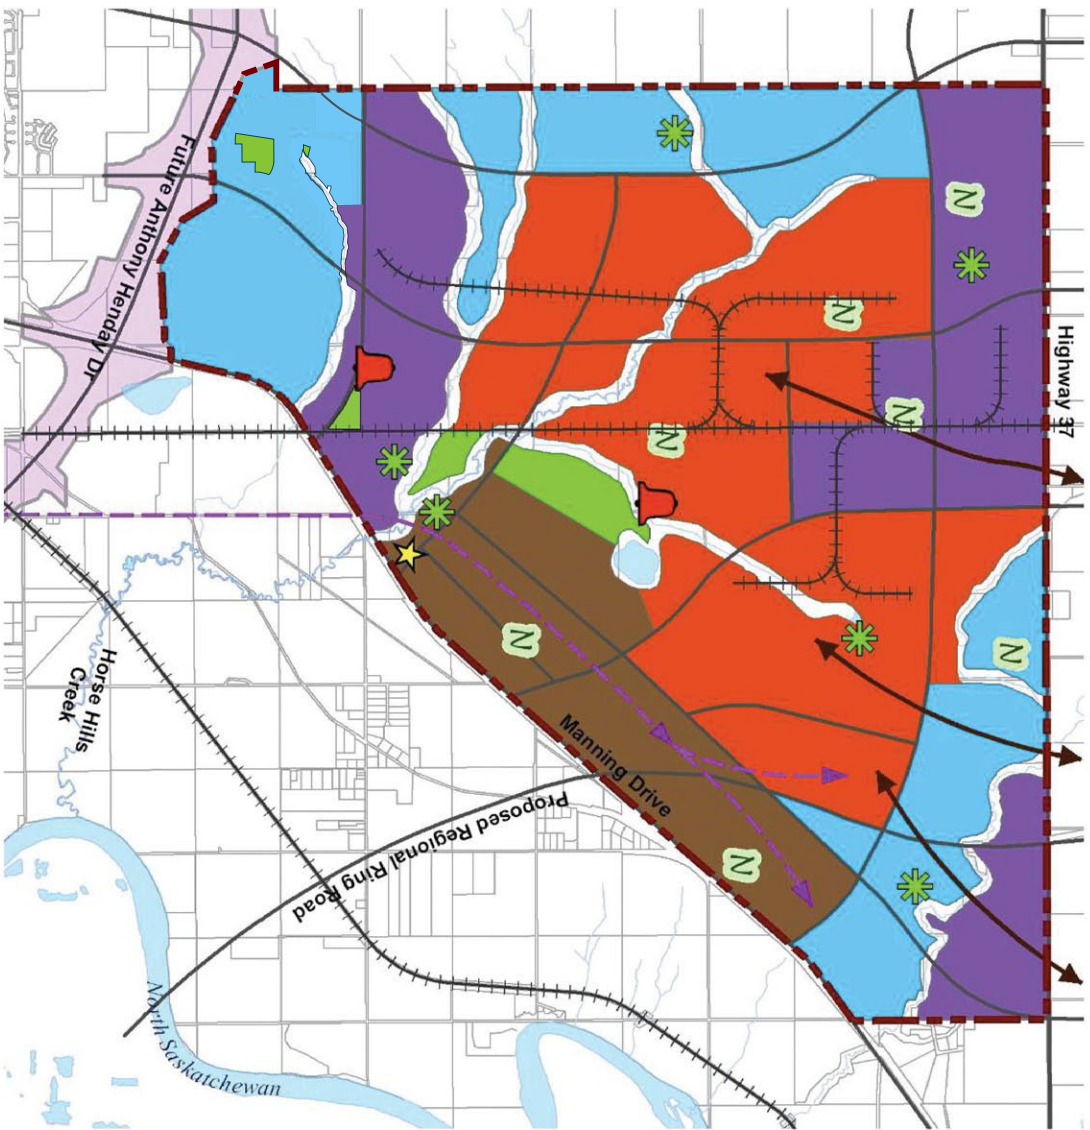 Future Anthony Henday Dr
Highway 37
Z
Z
Z
Z
Z
Z
Z
Horse Hills
Creek
Manning Drive
Proposed Regional Ring Road
North Saskatchewan